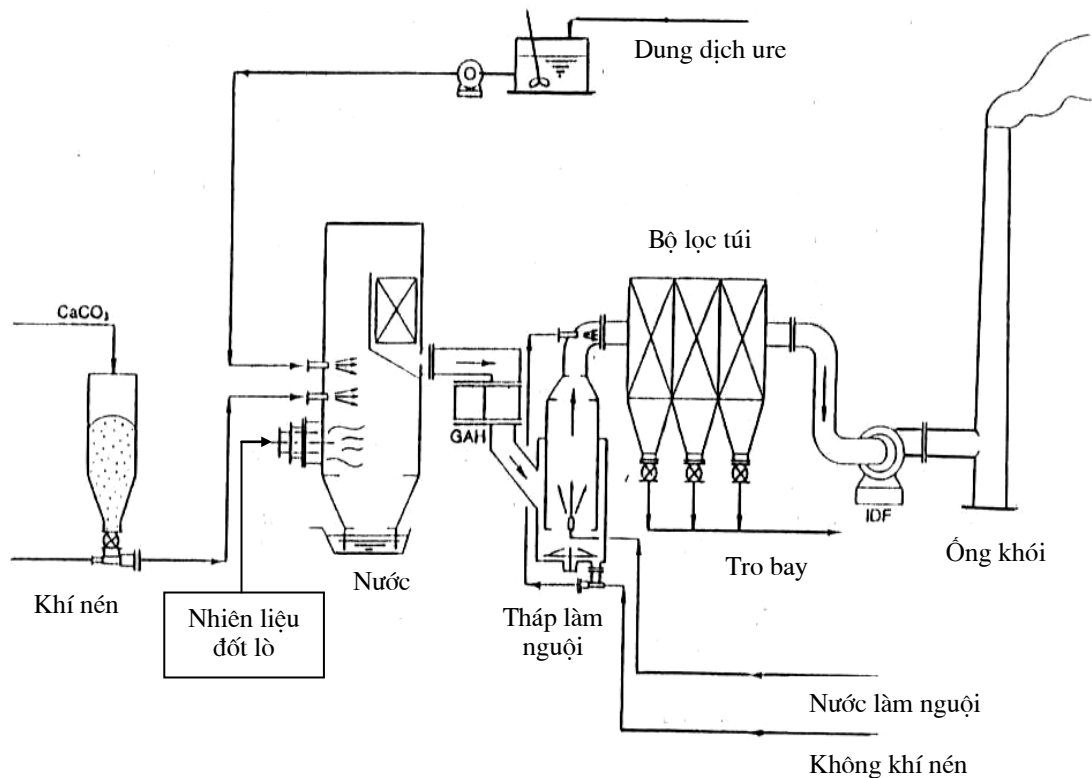 Dung dịch ure
Bộ lọc túi
CaCO₃
GAH
IDF
Khí nén
Nước
Tro bay
Ống khói
Nhiên liệu
đốt lò
Tháp làm
nguội
Nước làm nguội
Không khí nén